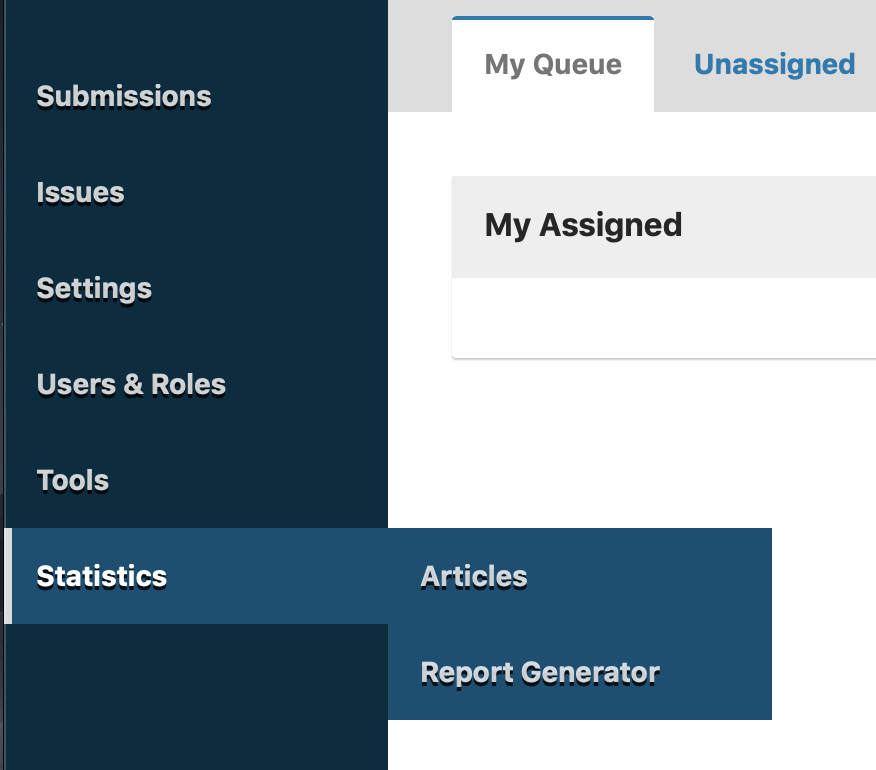 Submissions
Issues
Settings
Users & Roles
Tools
Statistics
Articles
Report Generator
My Queue
Unassigned
My Assigned